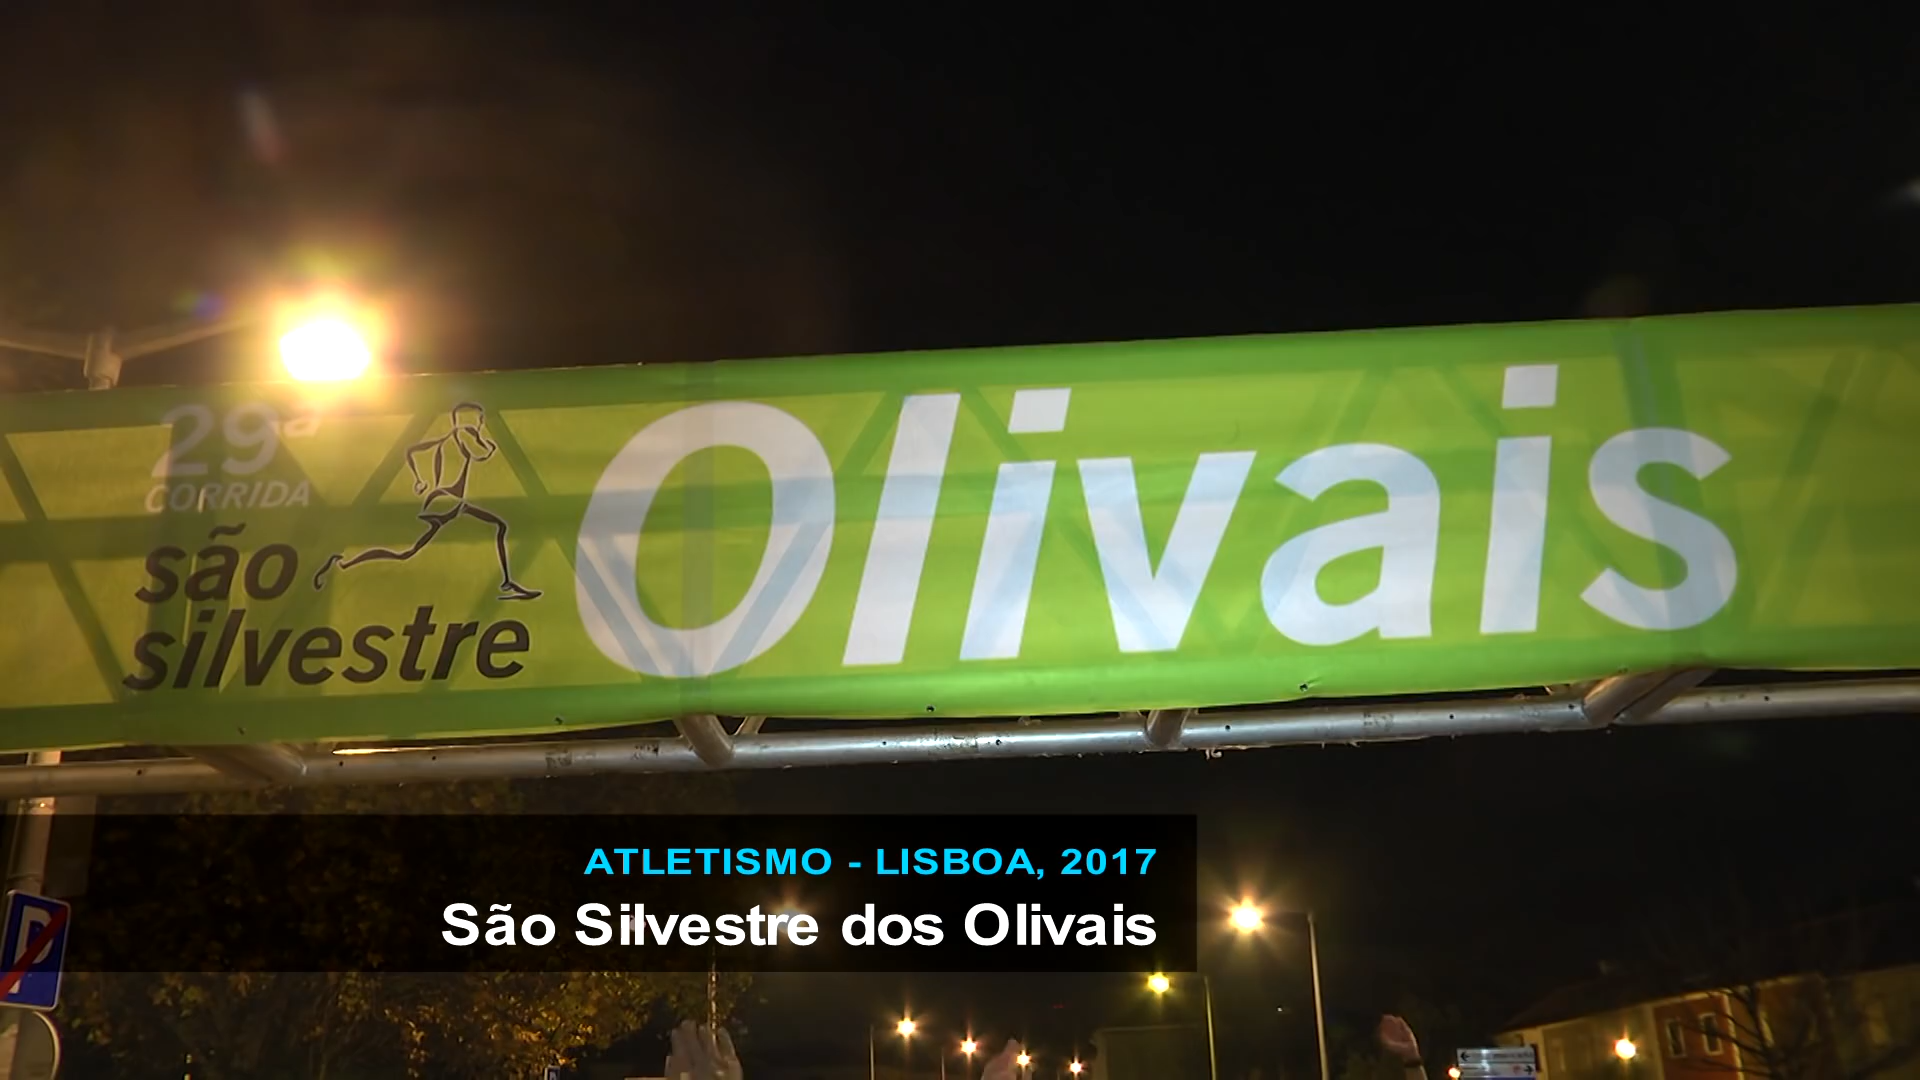 29ª
CORRIDA
são
silvestre
Olivais
ATLETISMO - LISBOA, 2017
São Silvestre dos Olivais